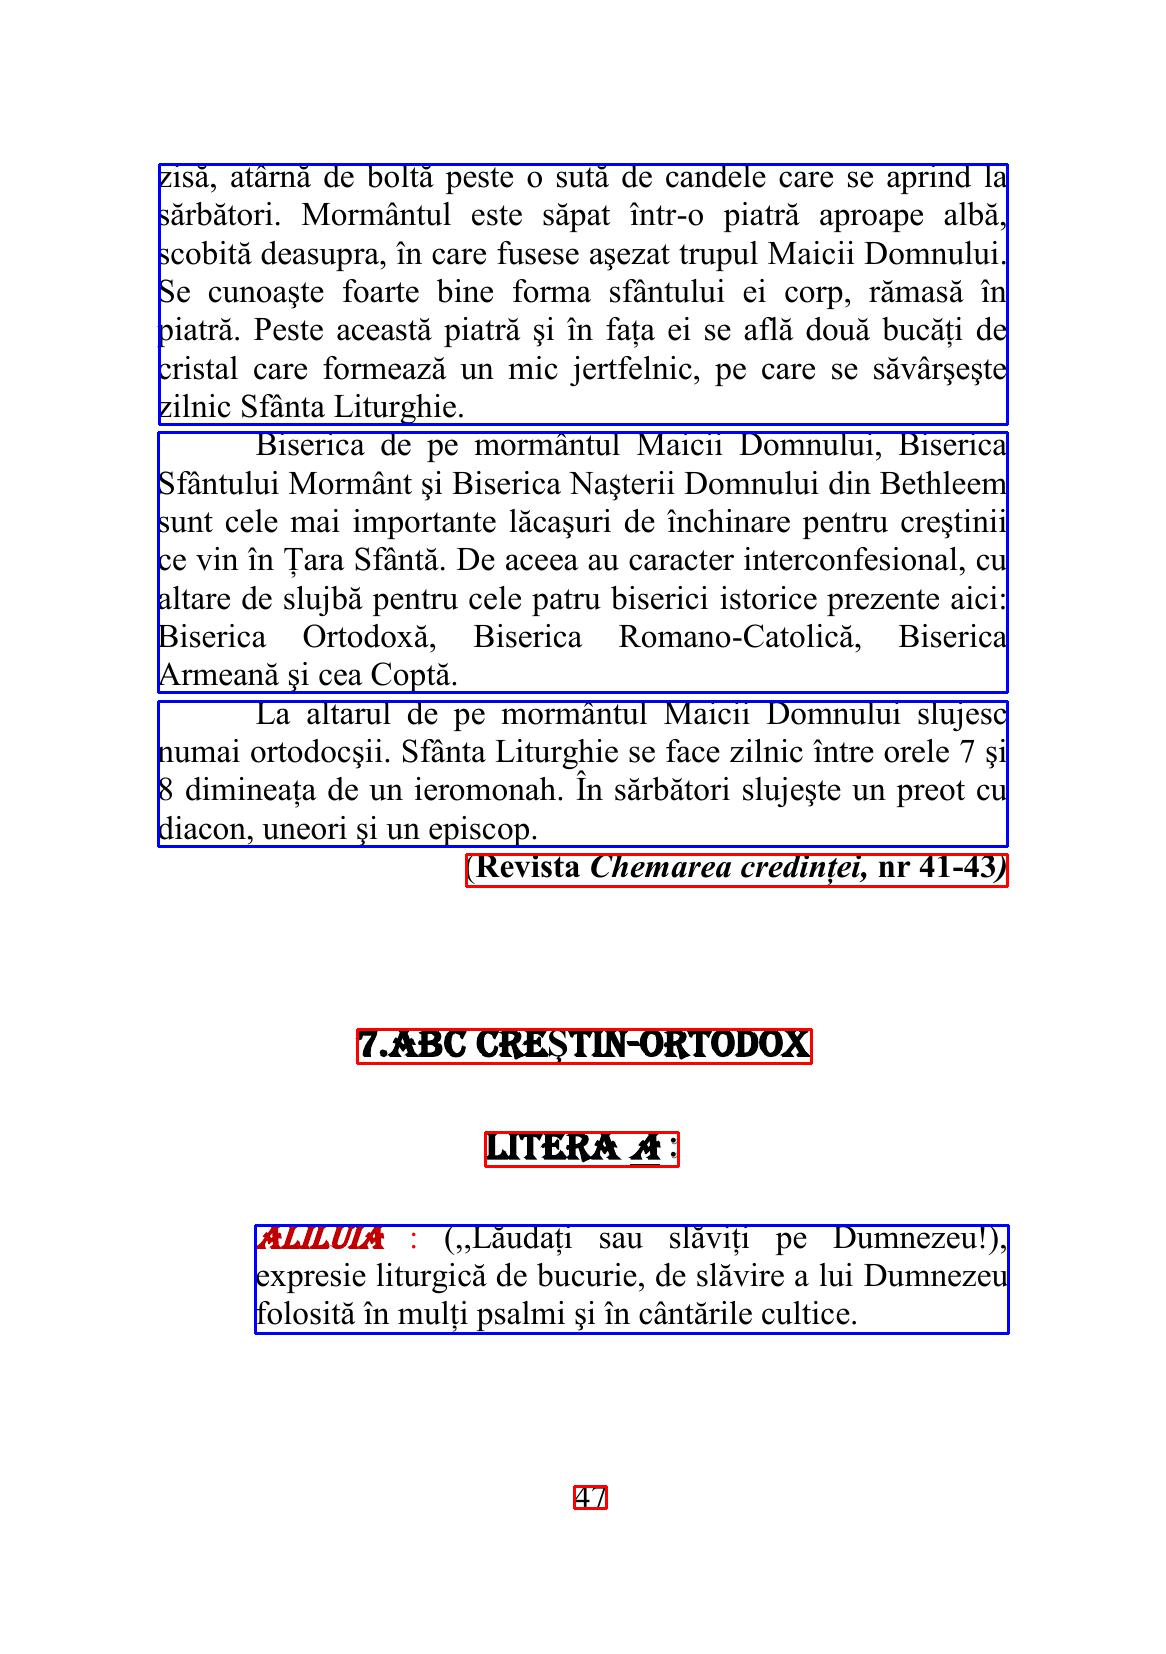 zisă, atârnă de boltă peste o sută de candele care se aprind la
sărbători. Mormântul este săpat într-o piatră aproape albă,
scobită deasupra, în care fusese aşezat trupul Maicii Domnului.
Se cunoaşte foarte bine forma sfântului ei corp, rămasă în
piatră. Peste această piatră şi în faţa ei se află două bucăţi de
cristal care formează un mic jertfelnic, pe care se săvârşeşte
zilnic Sfânta Liturghie.
Biserica de pe mormântul Maicii Domnului, Biserica
Sfântului Mormânt şi Biserica Naşterii Domnului din Bethleem
sunt cele mai importante lăcaşuri de închinare pentru creştinii
ce vin în Ţara Sfântă. De aceea au caracter interconfesional, cu
altare de slujbă pentru cele patru biserici istorice prezente aici:
Biserica Ortodoxă, Biserica Romano-Catolică, Biserica
Armeană şi cea Coptă.
La altarul de pe mormântul Maicii Domnului slujesc
numai ortodocşii. Sfânta Liturghie se face zilnic între orele 7 şi
8 dimineaţa de un ieromonah. În sărbători slujeşte un preot cu
diacon, uneori şi un episcop.
(Revista Chemarea credinţei, nr 41-43)
7.ABC CREŞTIN-ORTODOX
LITERA A :
ALILUIA : (,,Lăudaţi sau slăviţi pe Dumnezeu!),
expresie liturgică de bucurie, de slăvire a lui Dumnezeu
folosită în mulţi psalmi şi în cântările cultice.
47